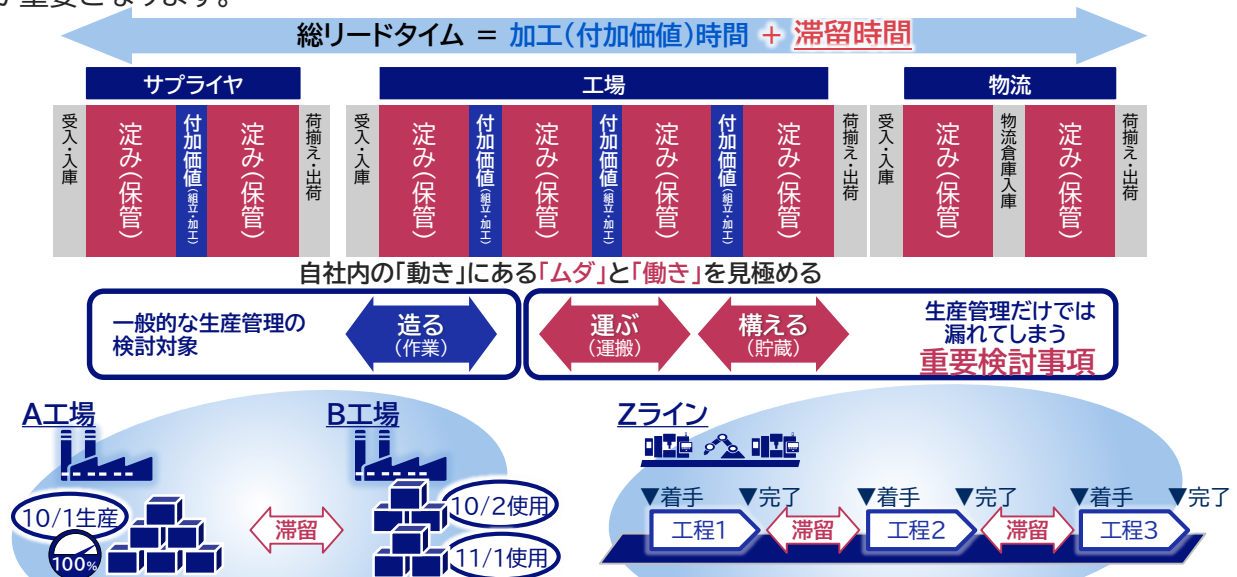 が重要となります。
総リードタイム = 加工(付加価値)時間 + 滞留時間
サプライヤ
工場
物流
受入・入庫
淀み(保管)
付加価値(組立・加工)
淀み(保管)
荷揃え・出荷
受入・入庫
淀み(保管)
付加価値(組立・加工)
淀み(保管)
付加価値(組立・加工)
淀み(保管)
付加価値(組立・加工)
淀み(保管)
荷揃え・出荷
受入・入庫
淀み(保管)
物流倉庫入庫
淀み(保管)
荷揃え・出荷
自社内の「動き」にある「ムダ」と「働き」を見極める
一般的な生産管理の
検討対象
造る
(作業)
運ぶ
(運搬)
構える
(貯蔵)
生産管理だけでは
漏れてしまう
重要検討事項
A工場
B工場
10/1生産
100%
滞留
10/2使用
11/1使用
Zライン
▼着手
▼完了
▼着手
▼完了
▼着手
▼完了
工程1
滞留
工程2
滞留
工程3